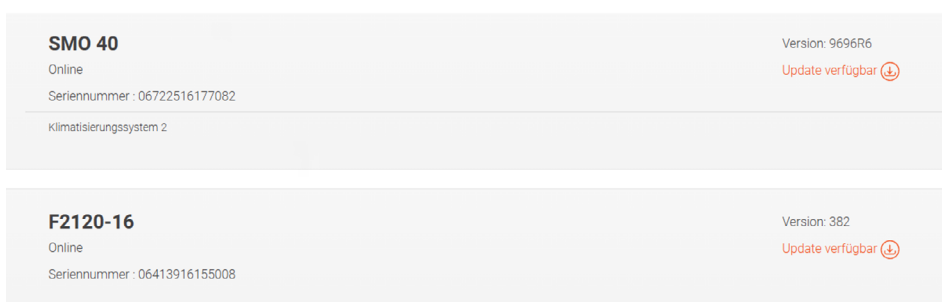 SMO 40
Version: 9696R6
Online
Update verfügbar
Seriennummer : 06722516177082
Klimatisierungssystem 2
F2120-16
Version: 382
Online
Update verfügbar
Seriennummer : 06413916155008